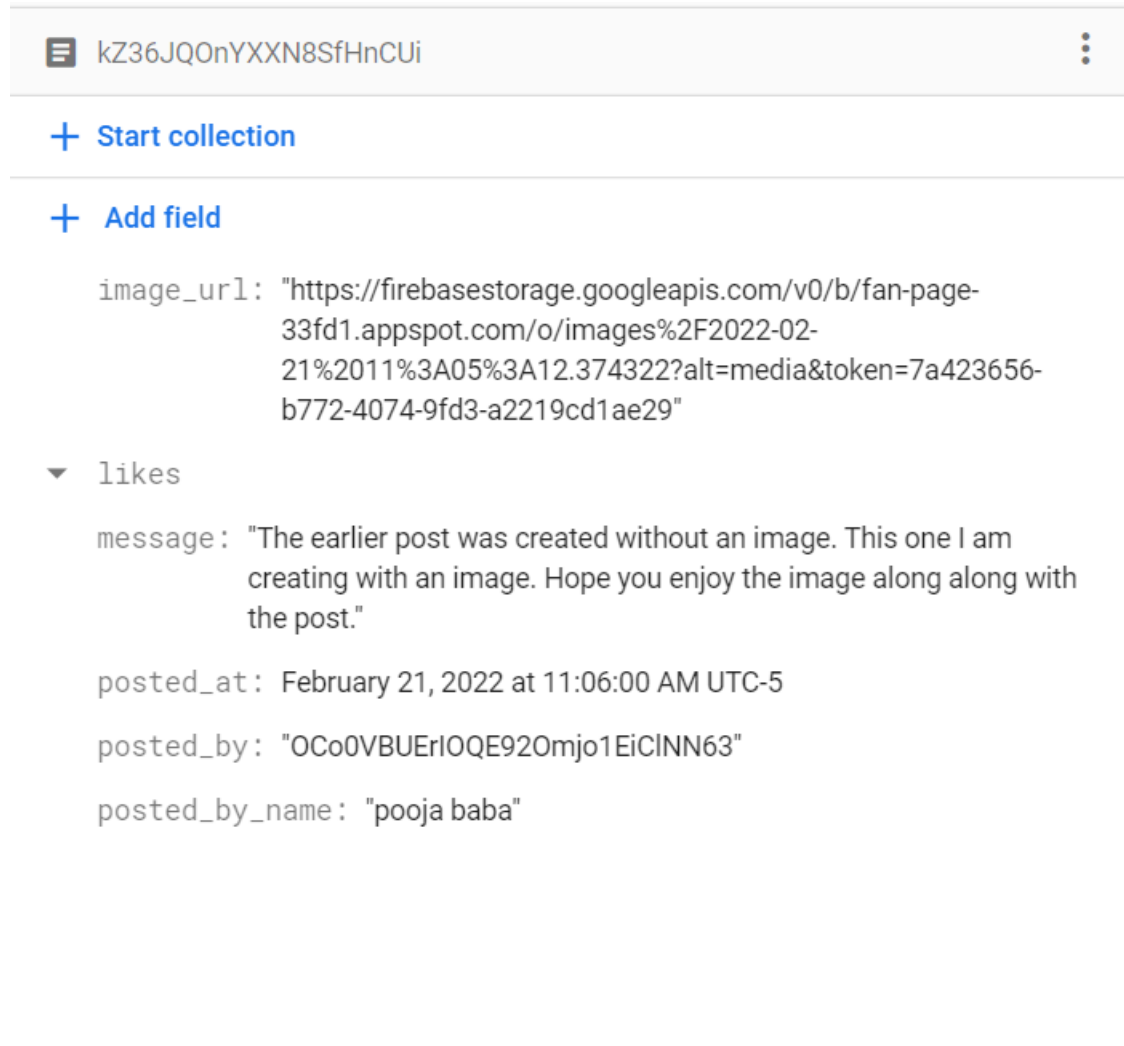 kZ36JQOnYXXN8SfHnCUi
+ Start collection
+ Add field
image_url: "https://firebasestorage.googleapis.com/v0/b/fan-page-
33fd1.appspot.com/o/images%2F2022-02-
21%2011%3A05%3A12.374322?alt=media&token=7a423656-
b772-4074-9fd3-a2219cd1ae29"
likes
message: "The earlier post was created without an image. This one I am
creating with an image. Hope you enjoy the image along along with
the post."
posted_at: February 21, 2022 at 11:06:00 AM UTC-5
posted_by: "OCo0VBUErIOQE92Omjo1EiClNN63"
posted_by_name: "pooja baba"